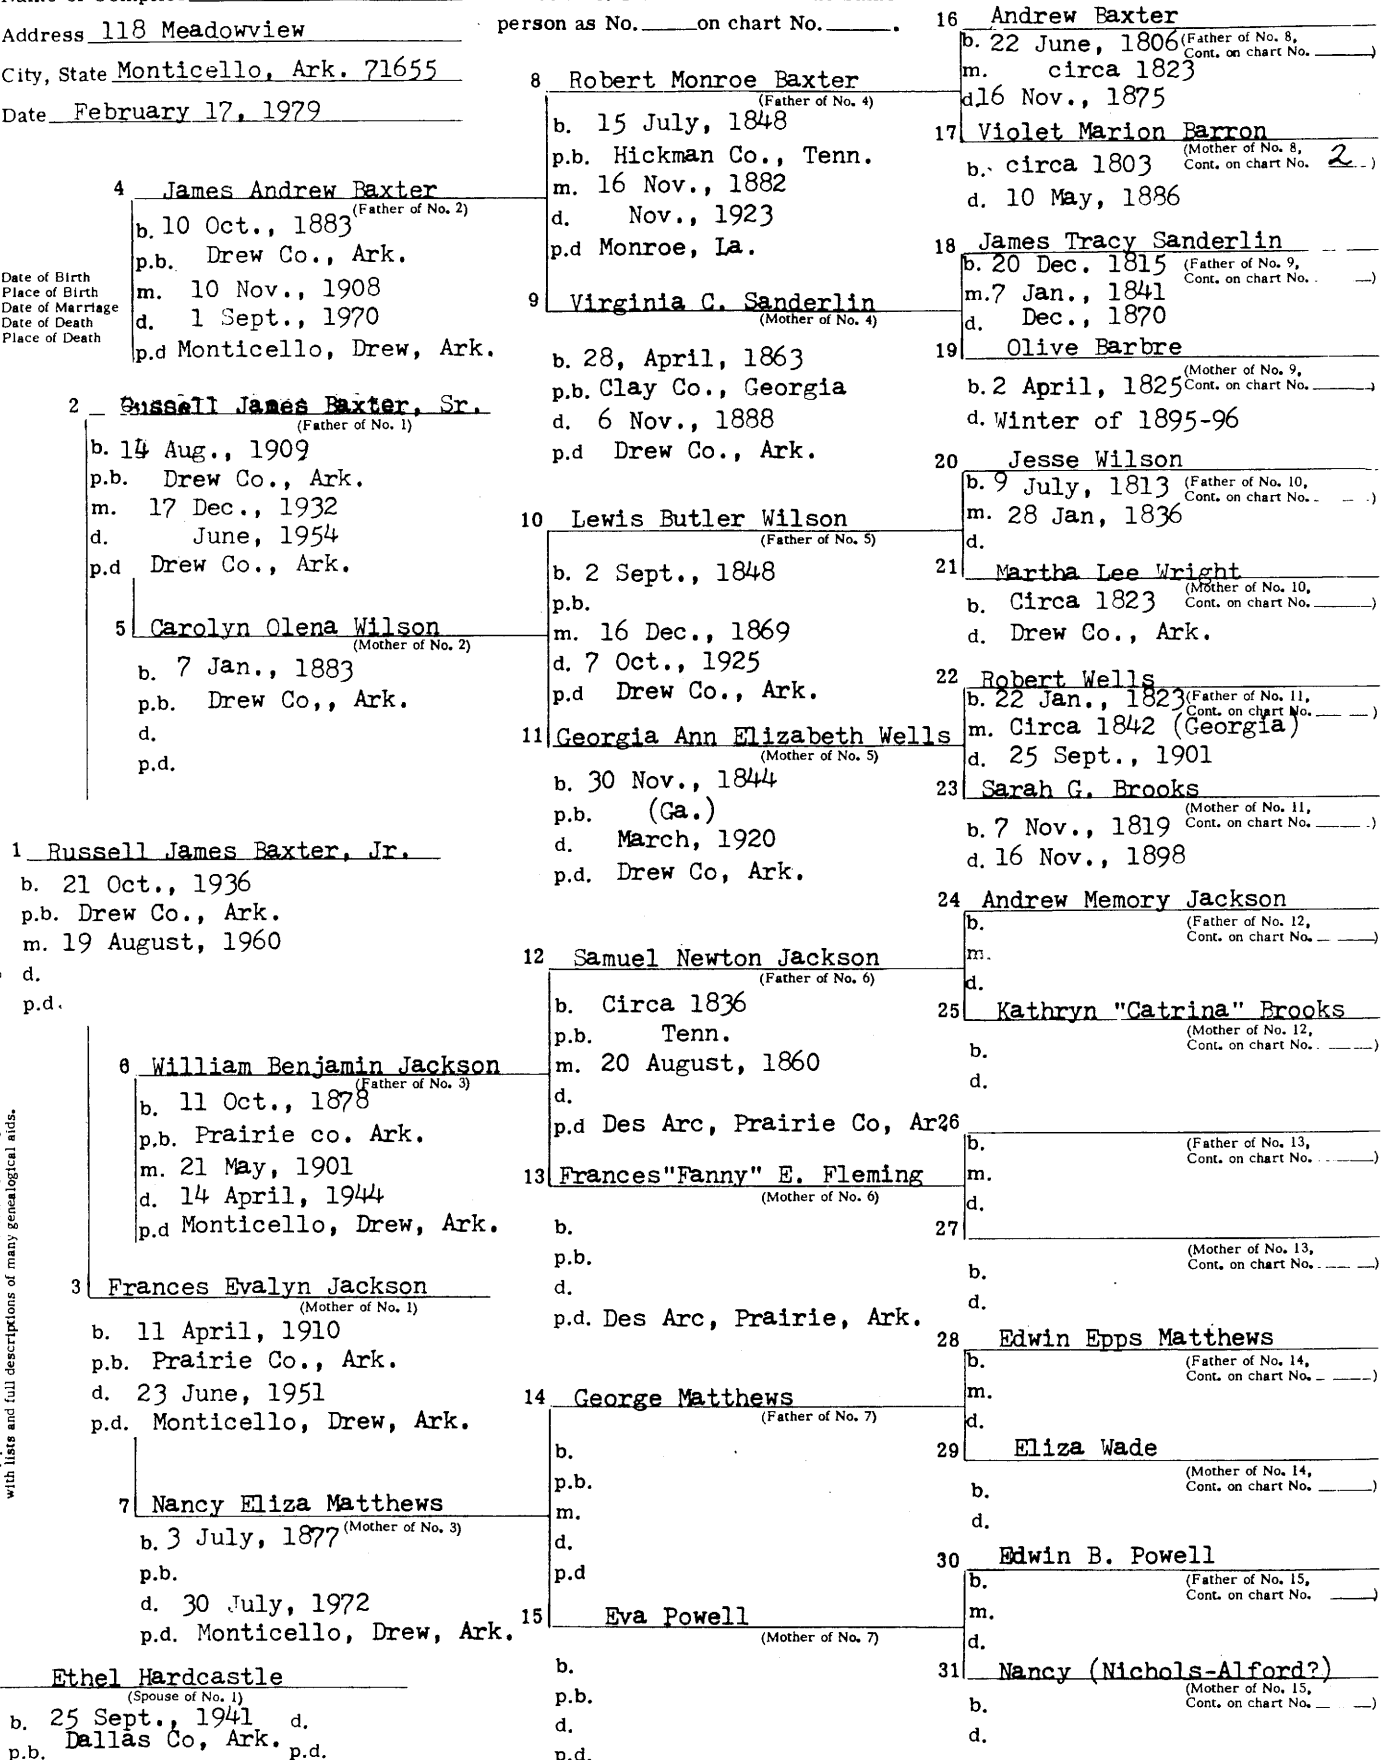 Address 118 Meadowview
City, State Monticello, Ark. 71655
Date February 17, 1979
person as No. ____ on chart No. ____.
Date of Birth
Place of Birth
Date of Marriage
Date of Death
Place of Death
1 Russell James Baxter, Jr.
b. 21 Oct., 1936
p.b. Drew Co., Ark.
m. 19 August, 1960
d.
p.d.
2 Russell James Baxter, Sr.
(Father of No. 1)
b. 14 Aug., 1909
p.b. Drew Co., Ark.
m. 17 Dec., 1932
d. June, 1954
p.d Drew Co., Ark.
3 Frances Evalyn Jackson
(Mother of No. 1)
b. 11 April, 1910
p.b. Prairie Co., Ark.
d. 23 June, 1951
p.d. Monticello, Drew, Ark.
4 James Andrew Baxter
(Father of No. 2)
b. 10 Oct., 1883
p.b. Drew Co., Ark.
m. 10 Nov., 1908
d. 1 Sept., 1970
p.d Monticello, Drew, Ark.
5 Carolyn Olena Wilson
(Mother of No. 2)
b. 7 Jan., 1883
p.b. Drew Co,, Ark.
d.
p.d.
6 William Benjamin Jackson
(Father of No. 3)
b. 11 Oct., 1878
p.b. Prairie co. Ark.
m. 21 May, 1901
d. 14 April, 1944
p.d Monticello, Drew, Ark.
7 Nancy Eliza Matthews
b. 3 July, 1877 (Mother of No. 3)
p.b.
d. 30 July, 1972
p.d. Monticello, Drew, Ark.
Ethel Hardcastle
(Spouse of No. 1)
b. 25 Sept., 1941 d.
p.b. Dallas Co, Ark. p.d.
with lists and full descriptions of many genealogical aids.
8 Robert Monroe Baxter
(Father of No. 4)
b. 15 July, 1848
p.b. Hickman Co., Tenn.
m. 16 Nov., 1882
d. Nov., 1923
p.d Monroe, La.
9 Virginia C. Sanderlin
(Mother of No. 4)
b. 28, April, 1863
p.b. Clay Co., Georgia
d. 6 Nov., 1888
p.d Drew Co., Ark.
10 Lewis Butler Wilson
(Father of No. 5)
b. 2 Sept., 1848
p.b.
m. 16 Dec., 1869
d. 7 Oct., 1925
p.d Drew Co., Ark.
11 Georgia Ann Elizabeth Wells
(Mother of No. 5)
b. 30 Nov., 1844
p.b. (Ga.)
d. March, 1920
p.d. Drew Co, Ark.
12 Samuel Newton Jackson
(Father of No. 6)
b. Circa 1836
p.b. Tenn.
m. 20 August, 1860
d.
p.d Des Arc, Prairie Co, Ar
13 Frances"Fanny" E. Fleming
(Mother of No. 6)
b.
p.b.
d.
p.d. Des Arc, Prairie, Ark.
14 George Matthews
(Father of No. 7)
b.
p.b.
m.
d.
p.d
15 Eva Powell
(Mother of No. 7)
b.
p.b.
d.
p.d.
16 Andrew Baxter
b. 22 June, 1806 (Father of No. 8,
Cont. on chart No. ____)
m. circa 1823
d. 16 Nov., 1875
17 Violet Marion Barron
(Mother of No. 8,
b. circa 1803 Cont. on chart No. 2)
d. 10 May, 1886
18 James Tracy Sanderlin
b. 20 Dec. 1815 (Father of No. 9,
Cont. on chart No. ____)
m. 7 Jan., 1841
d. Dec., 1870
19 Olive Barbre
(Mother of No. 9,
b. 2 April, 1825 Cont. on chart No. ____)
d. Winter of 1895-96
20 Jesse Wilson
b. 9 July, 1813 (Father of No. 10,
Cont. on chart No. ____)
m. 28 Jan, 1836
d.
21 Martha Lee Wright
(Mother of No. 10,
b. Circa 1823 Cont. on chart No. ____)
d. Drew Co., Ark.
22 Robert Wells
b. 22 Jan., 1823 (Father of No. 11,
Cont. on chart No. ____)
m. Circa 1842 (Georgia)
d. 25 Sept., 1901
23 Sarah G. Brooks
(Mother of No. 11,
b. 7 Nov., 1819 Cont. on chart No. ____)
d. 16 Nov., 1898
24 Andrew Memory Jackson
b. (Father of No. 12,
Cont. on chart No. ____)
m.
d.
25 Kathryn "Catrina" Brooks
(Mother of No. 12,
b. Cont. on chart No. ____)
d.
26
b. (Father of No. 13,
Cont. on chart No. ____)
m.
d.
27
(Mother of No. 13,
b. Cont. on chart No. ____)
d.
28 Edwin Epps Matthews
b. (Father of No. 14,
Cont. on chart No. ____)
m.
d.
29 Eliza Wade
(Mother of No. 14,
b. Cont. on chart No. ____)
d.
30 Edwin B. Powell
b. (Father of No. 15,
Cont. on chart No. ____)
m.
d.
31 Nancy (Nichols-Alford?)
(Mother of No. 15,
b. Cont. on chart No. ____)
d.